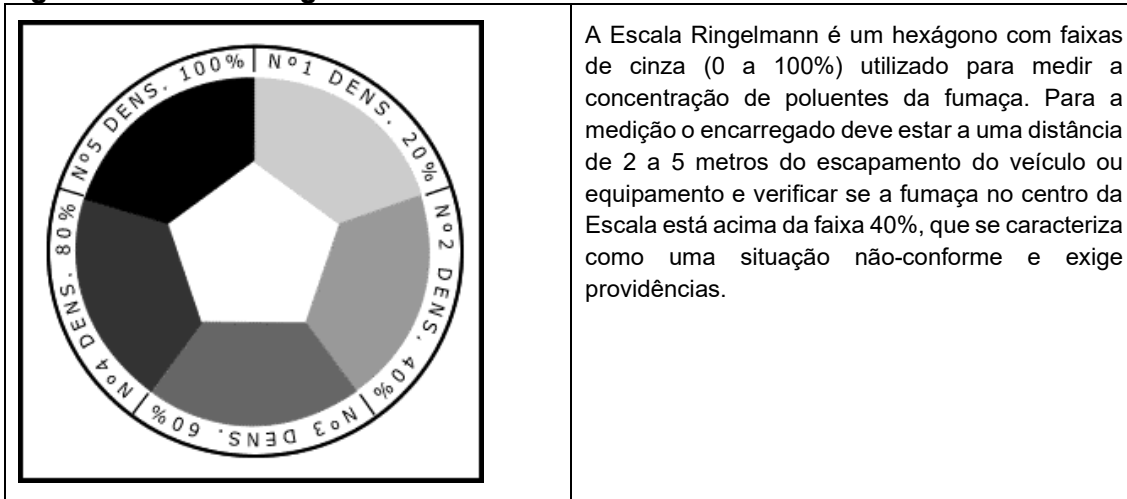 Nº1 DENS. 20%
Nº2 DENS. 40%
Nº3 DENS. 60%
Nº4 DENS. 80%
Nº5 DENS. 100%
A Escala Ringelmann é um hexágono com faixas
de cinza (0 a 100%) utilizado para medir a
concentração de poluentes da fumaça. Para a
medição o encarregado deve estar a uma distância
de 2 a 5 metros do escapamento do veículo ou
equipamento e verificar se a fumaça no centro da
Escala está acima da faixa 40%, que se caracteriza
como uma situação não-conforme e exige
providências.